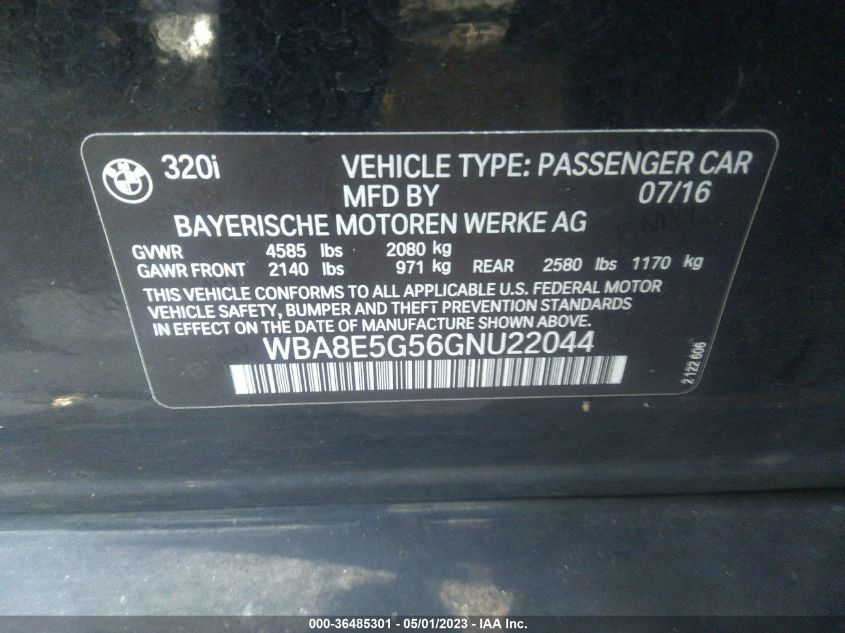 BMW 320i VEHICLE TYPE: PASSENGER CAR
MFD BY 07/16
BAYERISCHE MOTOREN WERKE AG
GVWR 4585 lbs 2080 kg
GAWR FRONT 2140 lbs 971 kg REAR 2580 lbs 1170 kg
THIS VEHICLE CONFORMS TO ALL APPLICABLE U.S. FEDERAL MOTOR
VEHICLE SAFETY, BUMPER AND THEFT PREVENTION STANDARDS
IN EFFECT ON THE DATE OF MANUFACTURE SHOWN ABOVE.
WBA8E5G56GNU22044
2 122 606
000-36485301 - 05/01/2023 - IAA Inc.